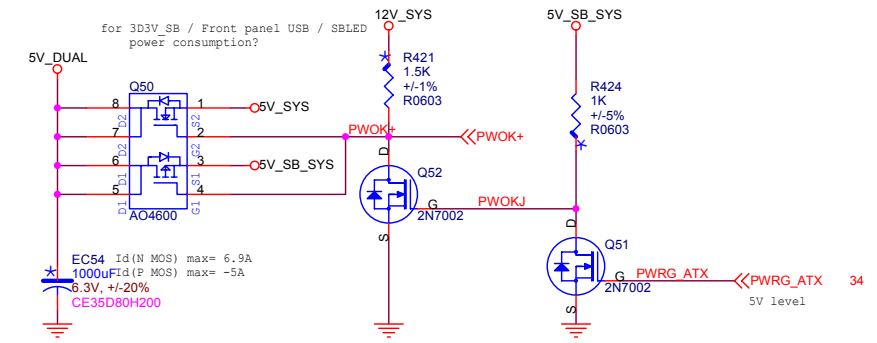 for 3D3V_SB / Front panel USB / SBLED
power consumption?
12V_SYS
5V_SB_SYS
5V_DUAL
R421
1.5K
+/-1%
R0603
R424
1K
+/-5%
R0603
Q50
8
1
5V_SYS
D2
S2
7
2
PWOK+
PWOK+
D2
G2
6
3
5V_SB_SYS
D1
S1
5
4
D1
G1
AO4600
D
Q52
G
PWOKJ
2N7002
S
D
Q51
G
PWRG_ATX
PWRG_ATX
34
2N7002
5V level
S
EC54
Id(N MOS) max= 6.9A
1000uF
Id(P MOS) max= -5A
6.3V, +/-20%
CE35D80H200